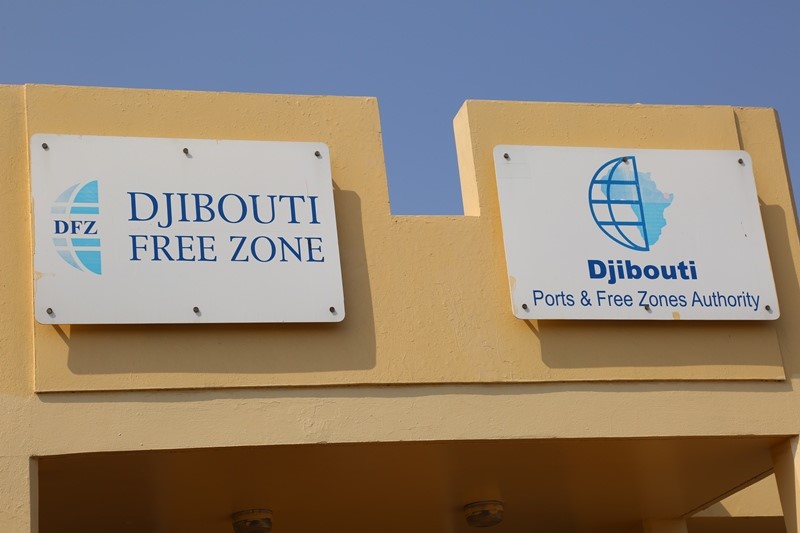 DFZ
DJIBOUTI
FREE ZONE
Djibouti
Ports & Free Zones Authority